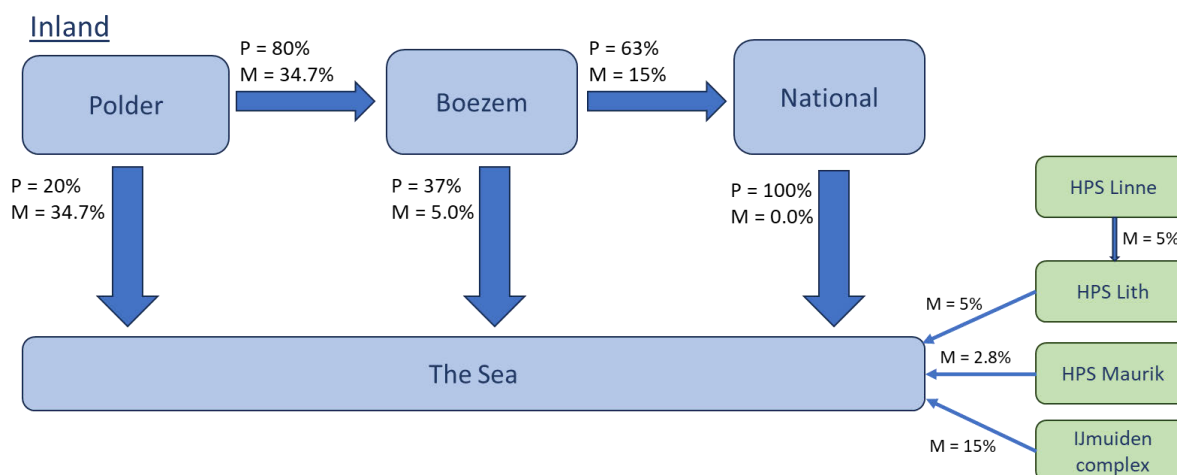 Inland
P = 80%
M = 34.7%
P = 63%
M = 15%
Polder
Boezem
National
P = 20%
M = 34.7%
P = 37%
M = 5.0%
P = 100%
M = 0.0%
HPS Linne
M = 5%
HPS Lith
M = 5%
The Sea
M = 2.8%
HPS Maurik
M = 15%
IJmuiden
complex